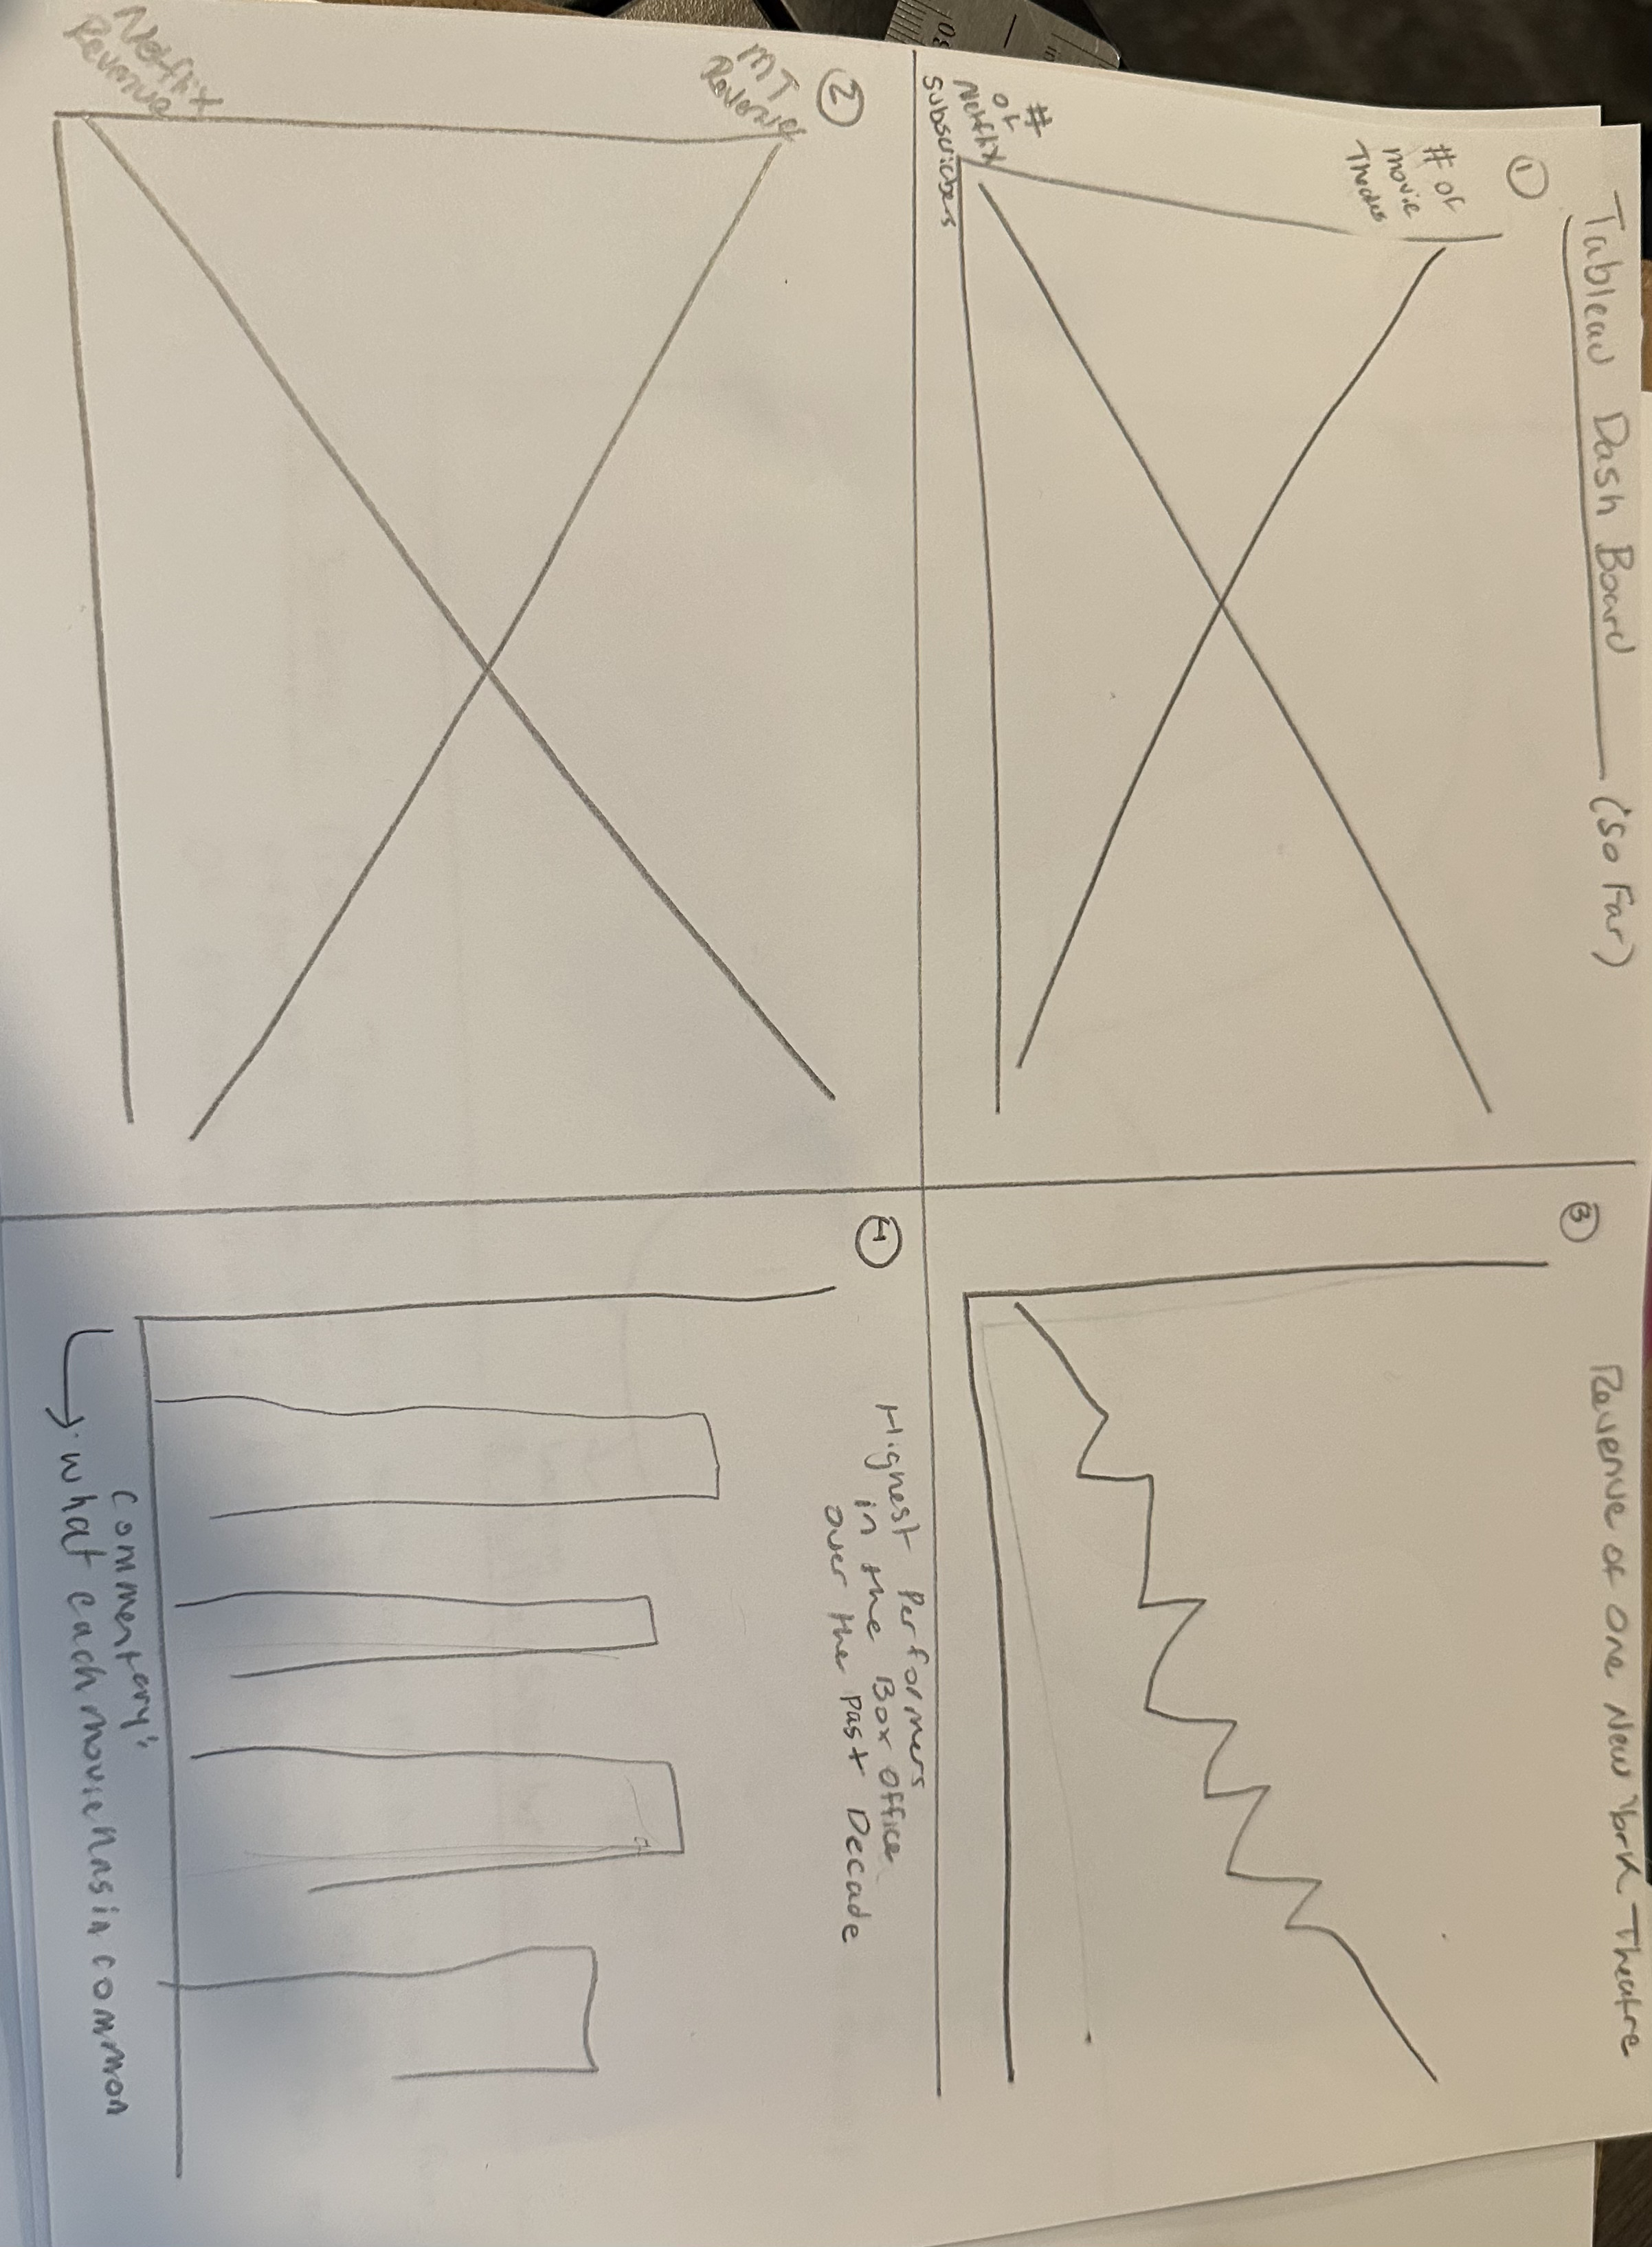 Tableau Dash Board (so Far)
①
# of
movie
Theatres
#
of
Netflix
subscribers
②
MT
Revenue
Netflix
Revenue
③
Revenue of one New York Theatre
④
Highest Performers
in the Box Office
over the past Decade
commentary:
→ what each movie has in common